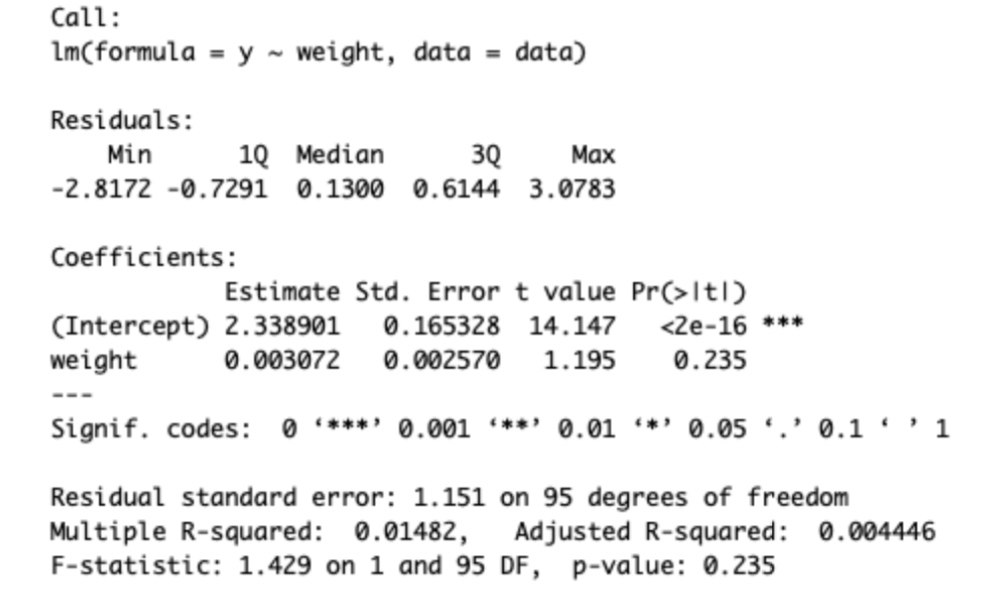 Call:
lm(formula = y ~ weight, data = data)
Residuals:
Min 1Q Median 3Q Max
-2.8172 -0.7291 0.1300 0.6144 3.0783
Coefficients:
Estimate Std. Error t value Pr(>|t|)
(Intercept) 2.338901 0.165328 14.147 <2e-16 ***
weight 0.003072 0.002570 1.195 0.235
---
Signif. codes: 0 ‘***’ 0.001 ‘**’ 0.01 ‘*’ 0.05 ‘.’ 0.1 ‘ ’ 1
Residual standard error: 1.151 on 95 degrees of freedom
Multiple R-squared: 0.01482, Adjusted R-squared: 0.004446
F-statistic: 1.429 on 1 and 95 DF, p-value: 0.235